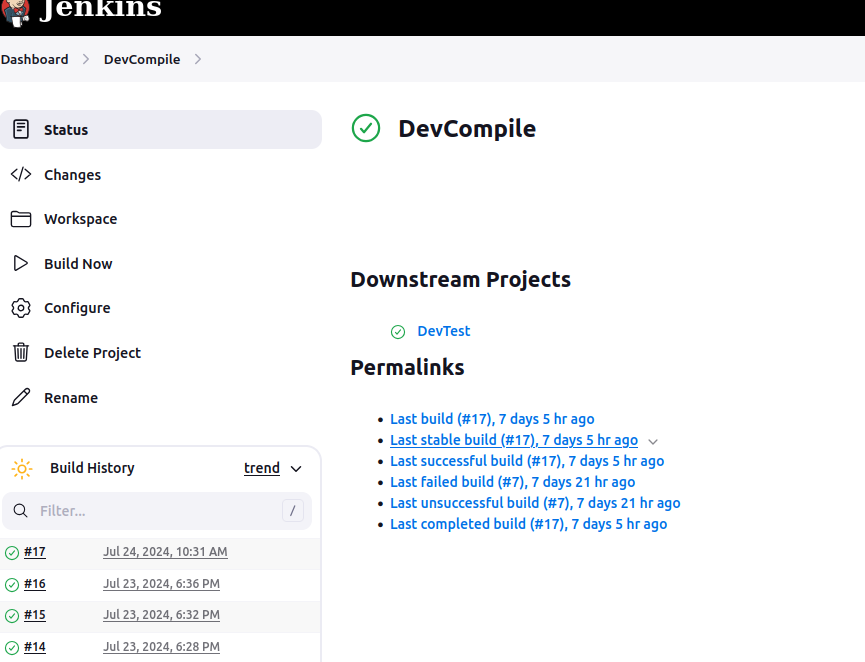 Jenkins
Dashboard
DevCompile
Status
Changes
Workspace
Build Now
Configure
Delete Project
Rename
Build History
trend
Filter...
/
#17 Jul 24, 2024, 10:31 AM
#16 Jul 23, 2024, 6:36 PM
#15 Jul 23, 2024, 6:32 PM
#14 Jul 23, 2024, 6:28 PM
DevCompile
Downstream Projects
DevTest
Permalinks
Last build (#17), 7 days 5 hr ago
Last stable build (#17), 7 days 5 hr ago
Last successful build (#17), 7 days 5 hr ago
Last failed build (#7), 7 days 21 hr ago
Last unsuccessful build (#7), 7 days 21 hr ago
Last completed build (#17), 7 days 5 hr ago